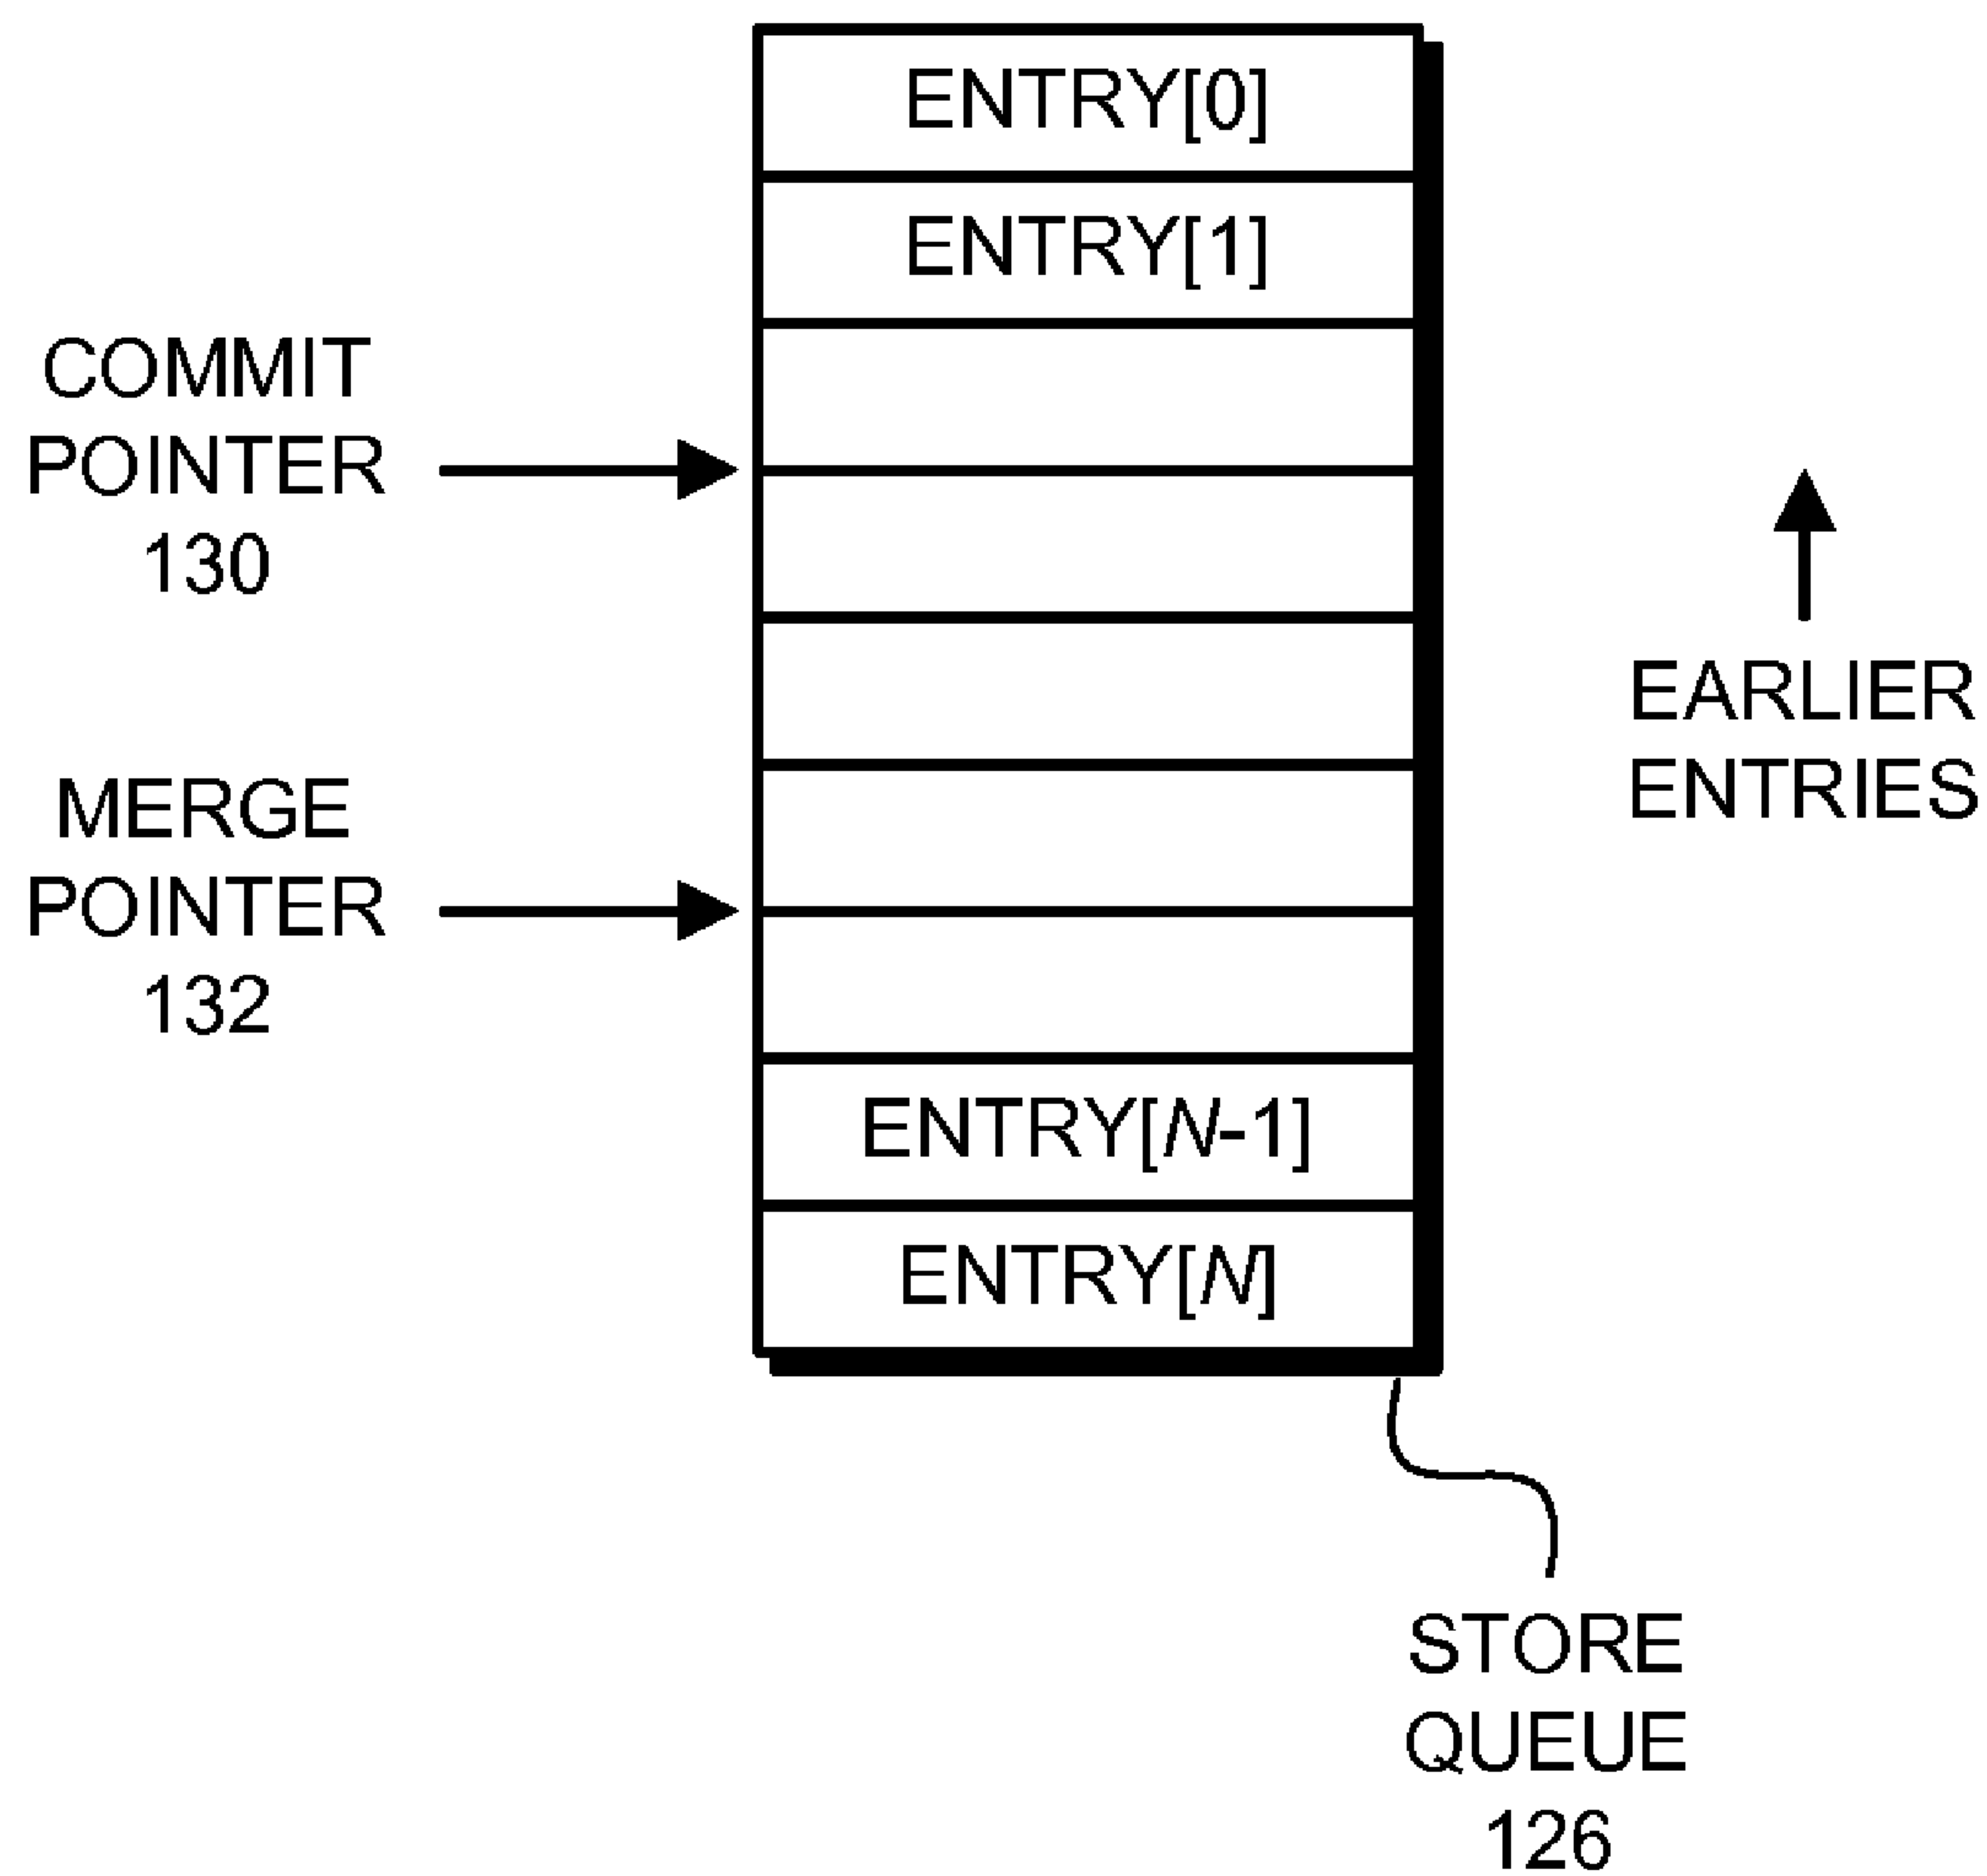 ENTRY[0]
ENTRY[1]
COMMIT
POINTER
130
MERGE
POINTER
132
EARLIER
ENTRIES
ENTRY[N-1]
ENTRY[N]
STORE
QUEUE
126